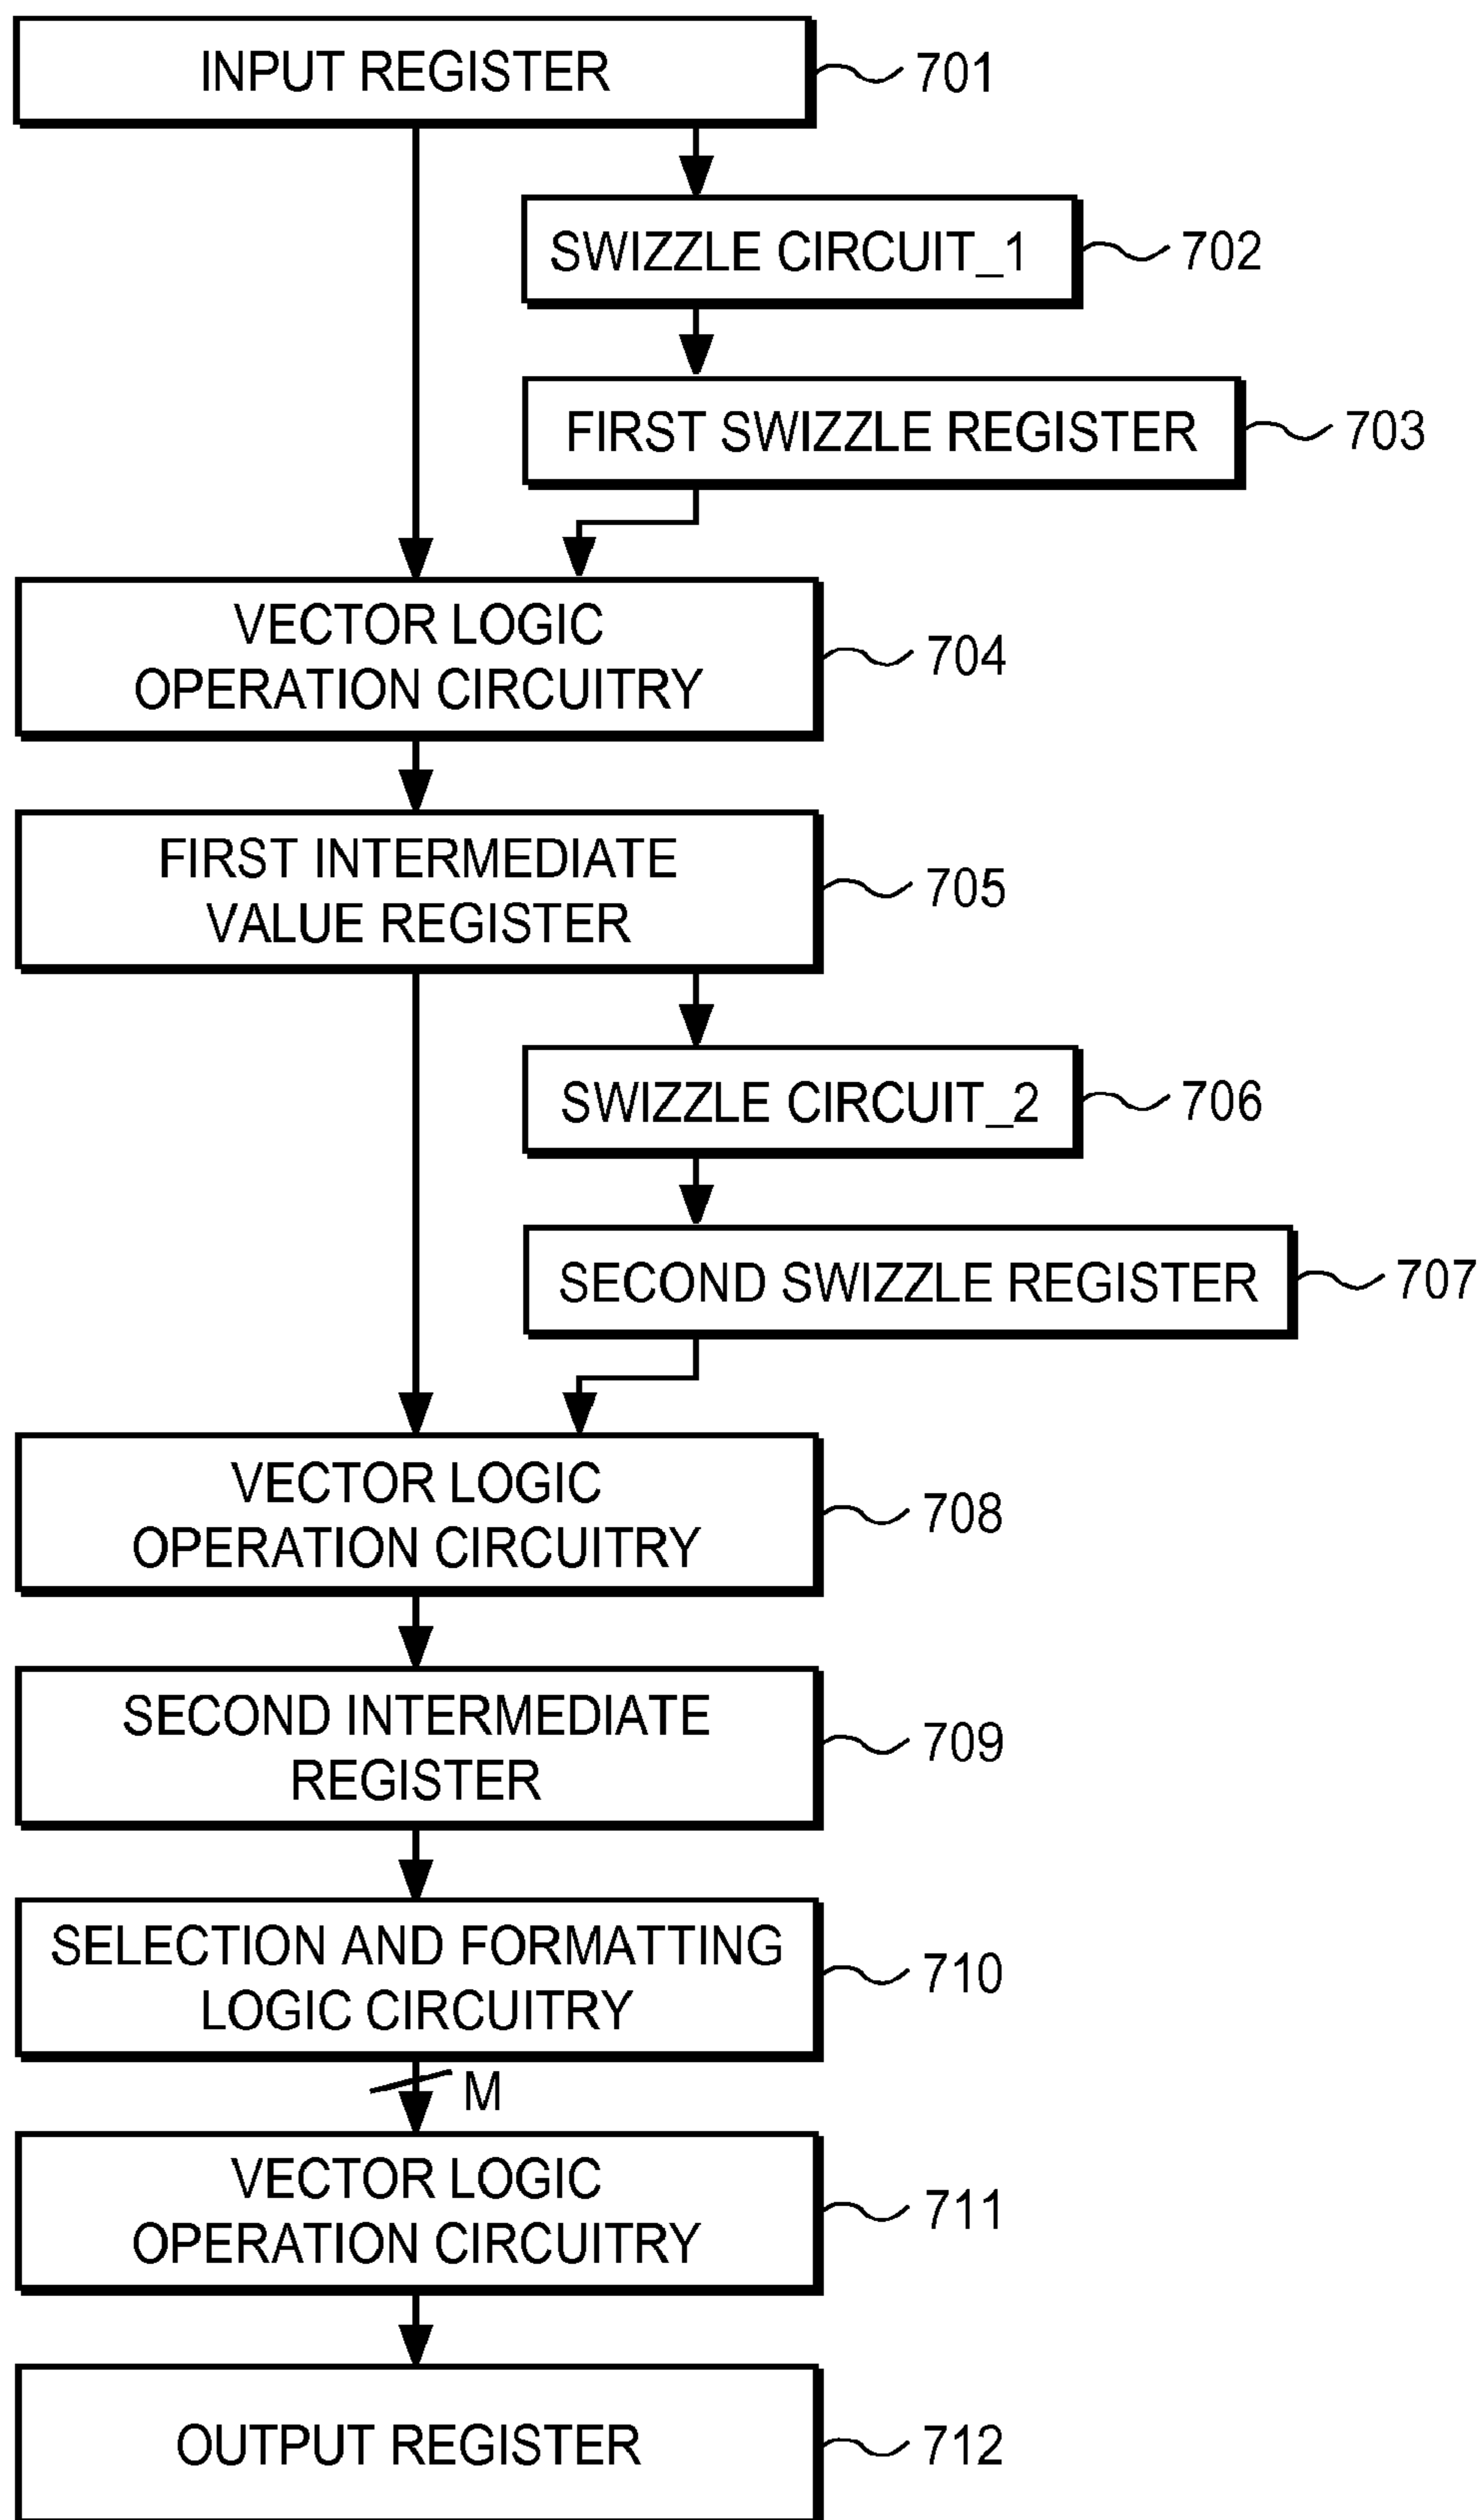 INPUT REGISTER
701
SWIZZLE CIRCUIT_1
702
FIRST SWIZZLE REGISTER
703
VECTOR LOGIC
OPERATION CIRCUITRY
704
FIRST INTERMEDIATE
VALUE REGISTER
705
SWIZZLE CIRCUIT_2
706
SECOND SWIZZLE REGISTER
707
VECTOR LOGIC
OPERATION CIRCUITRY
708
SECOND INTERMEDIATE
REGISTER
709
SELECTION AND FORMATTING
LOGIC CIRCUITRY
710
M
VECTOR LOGIC
OPERATION CIRCUITRY
711
OUTPUT REGISTER
712